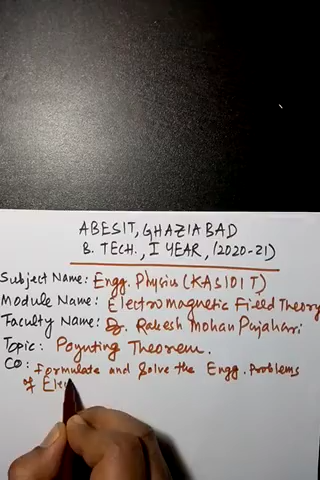 ABESIT, GHAZIABAD
B. TECH., I YEAR, (2020-21)
Subject Name: Engg. Physics (KAS101T)
Module Name: Electromagnetic Field Theory
Faculty Name: Dr. Rakesh Mohan Pujahari
Topic: Poynting Theorem.
CO: Formulate and Solve the Engg. Problems
of Elec